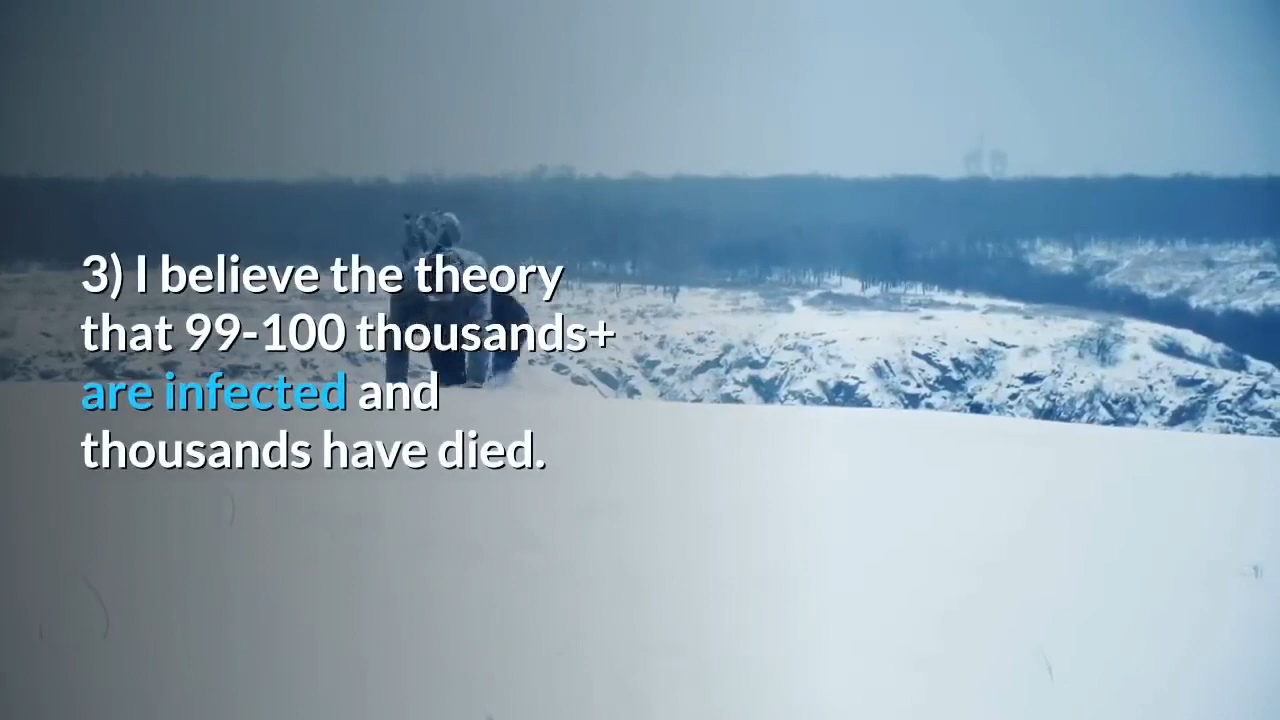 3) I believe the theory
that 99-100 thousands+
are infected and
thousands have died.